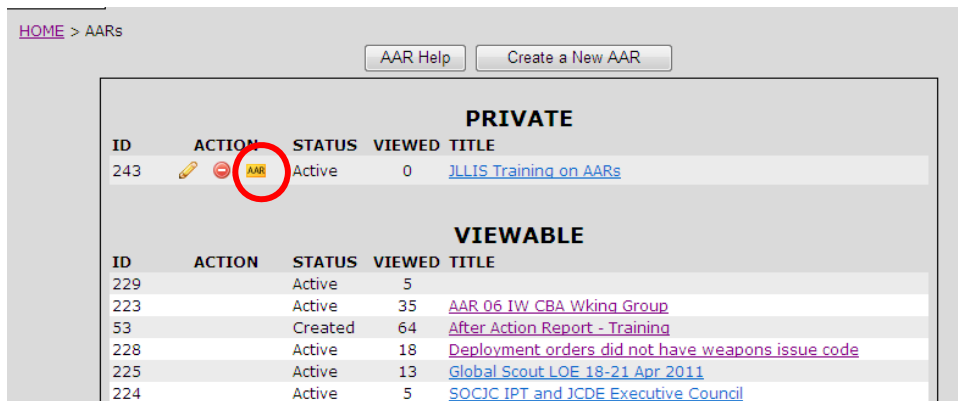 HOME > AARs
AAR Help Create a New AAR
PRIVATE
ID ACTION STATUS VIEWED TITLE
243 AAR Active 0 JLLIS Training on AARs
VIEWABLE
ID ACTION STATUS VIEWED TITLE
229 Active 5
223 Active 35 AAR 06 IW CBA Wking Group
53 Created 64 After Action Report - Training
228 Active 18 Deployment orders did not have weapons issue code
225 Active 13 Global Scout LOE 18-21 Apr 2011
224 Active 5 SOCJC IPT and JCDE Executive Council